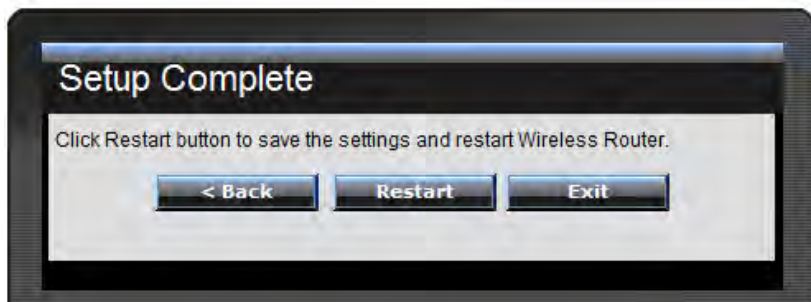 Setup Complete
Click Restart button to save the settings and restart Wireless Router.
< Back Restart Exit